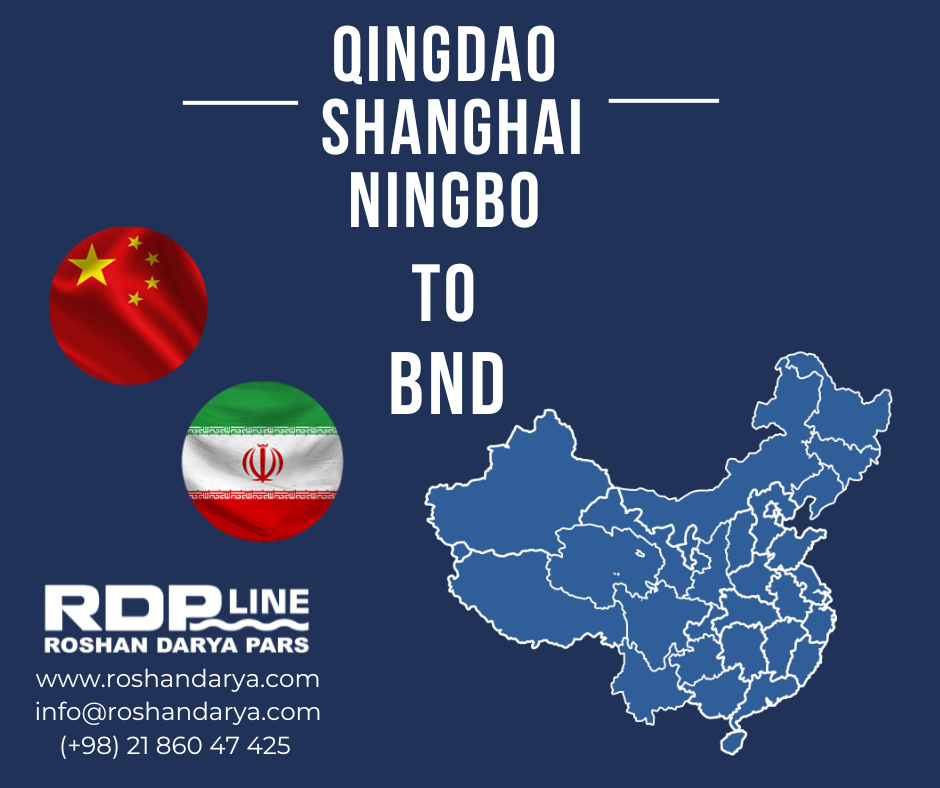 QINGDAO
SHANGHAI
NINGBO
TO
BND
RDP LINE
ROSHAN DARYA PARS
www.roshandarya.com
info@roshandarya.com
(+98) 21 860 47 425